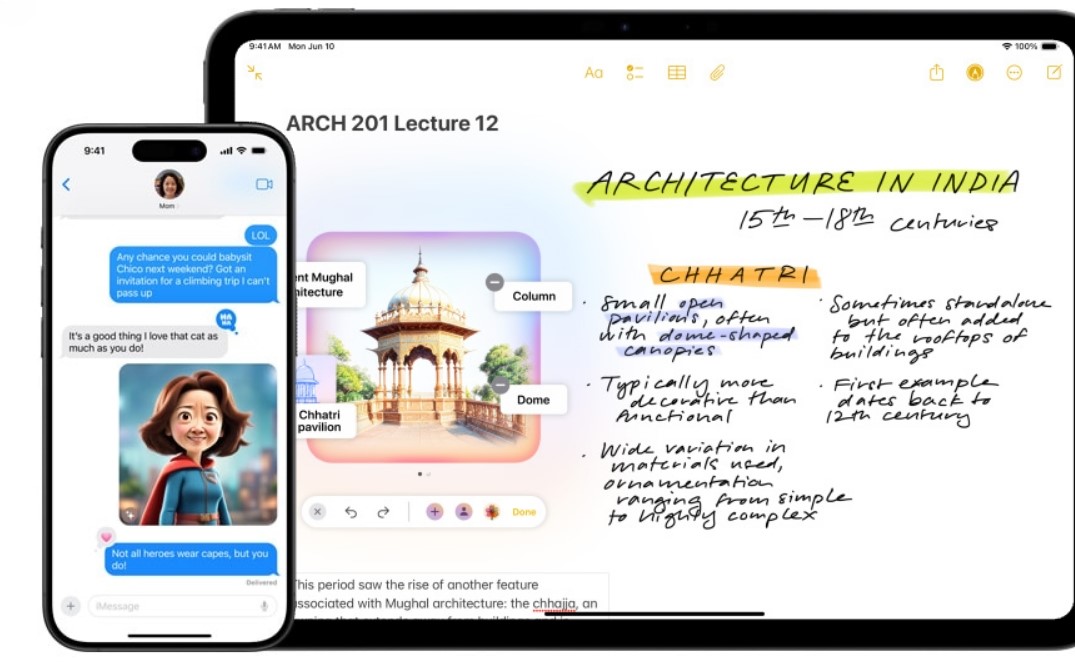 9:41
Mom
LOL
Any chance you could babysit
Chico next weekend? Got an
invitation for a climbing trip I can't
pass up
HA
HA
It's a good thing I love that cat as
much as you do!
Not all heroes wear capes, but you
do!
Delivered
iMessage
9:41 AM Mon Jun 10
100%
Aa
ARCH 201 Lecture 12
nt Mughal
itecture
Column
Chhatri
pavilion
Dome
Done
This period saw the rise of another feature
associated with Mughal architecture: the chhajja, an
ARCHITECTURE IN INDIA
15th – 18th centuries
CHHATRI
· Small open
pavilions, often
with dome-shaped
canopies
· Typically more
decorative than
functional
· Wide variation in
materials used,
ornamentation
ranging from simple
to highly complex
· Sometimes standalone
but often added
to the rooftops of
buildings
· First example
dates back to
12th century